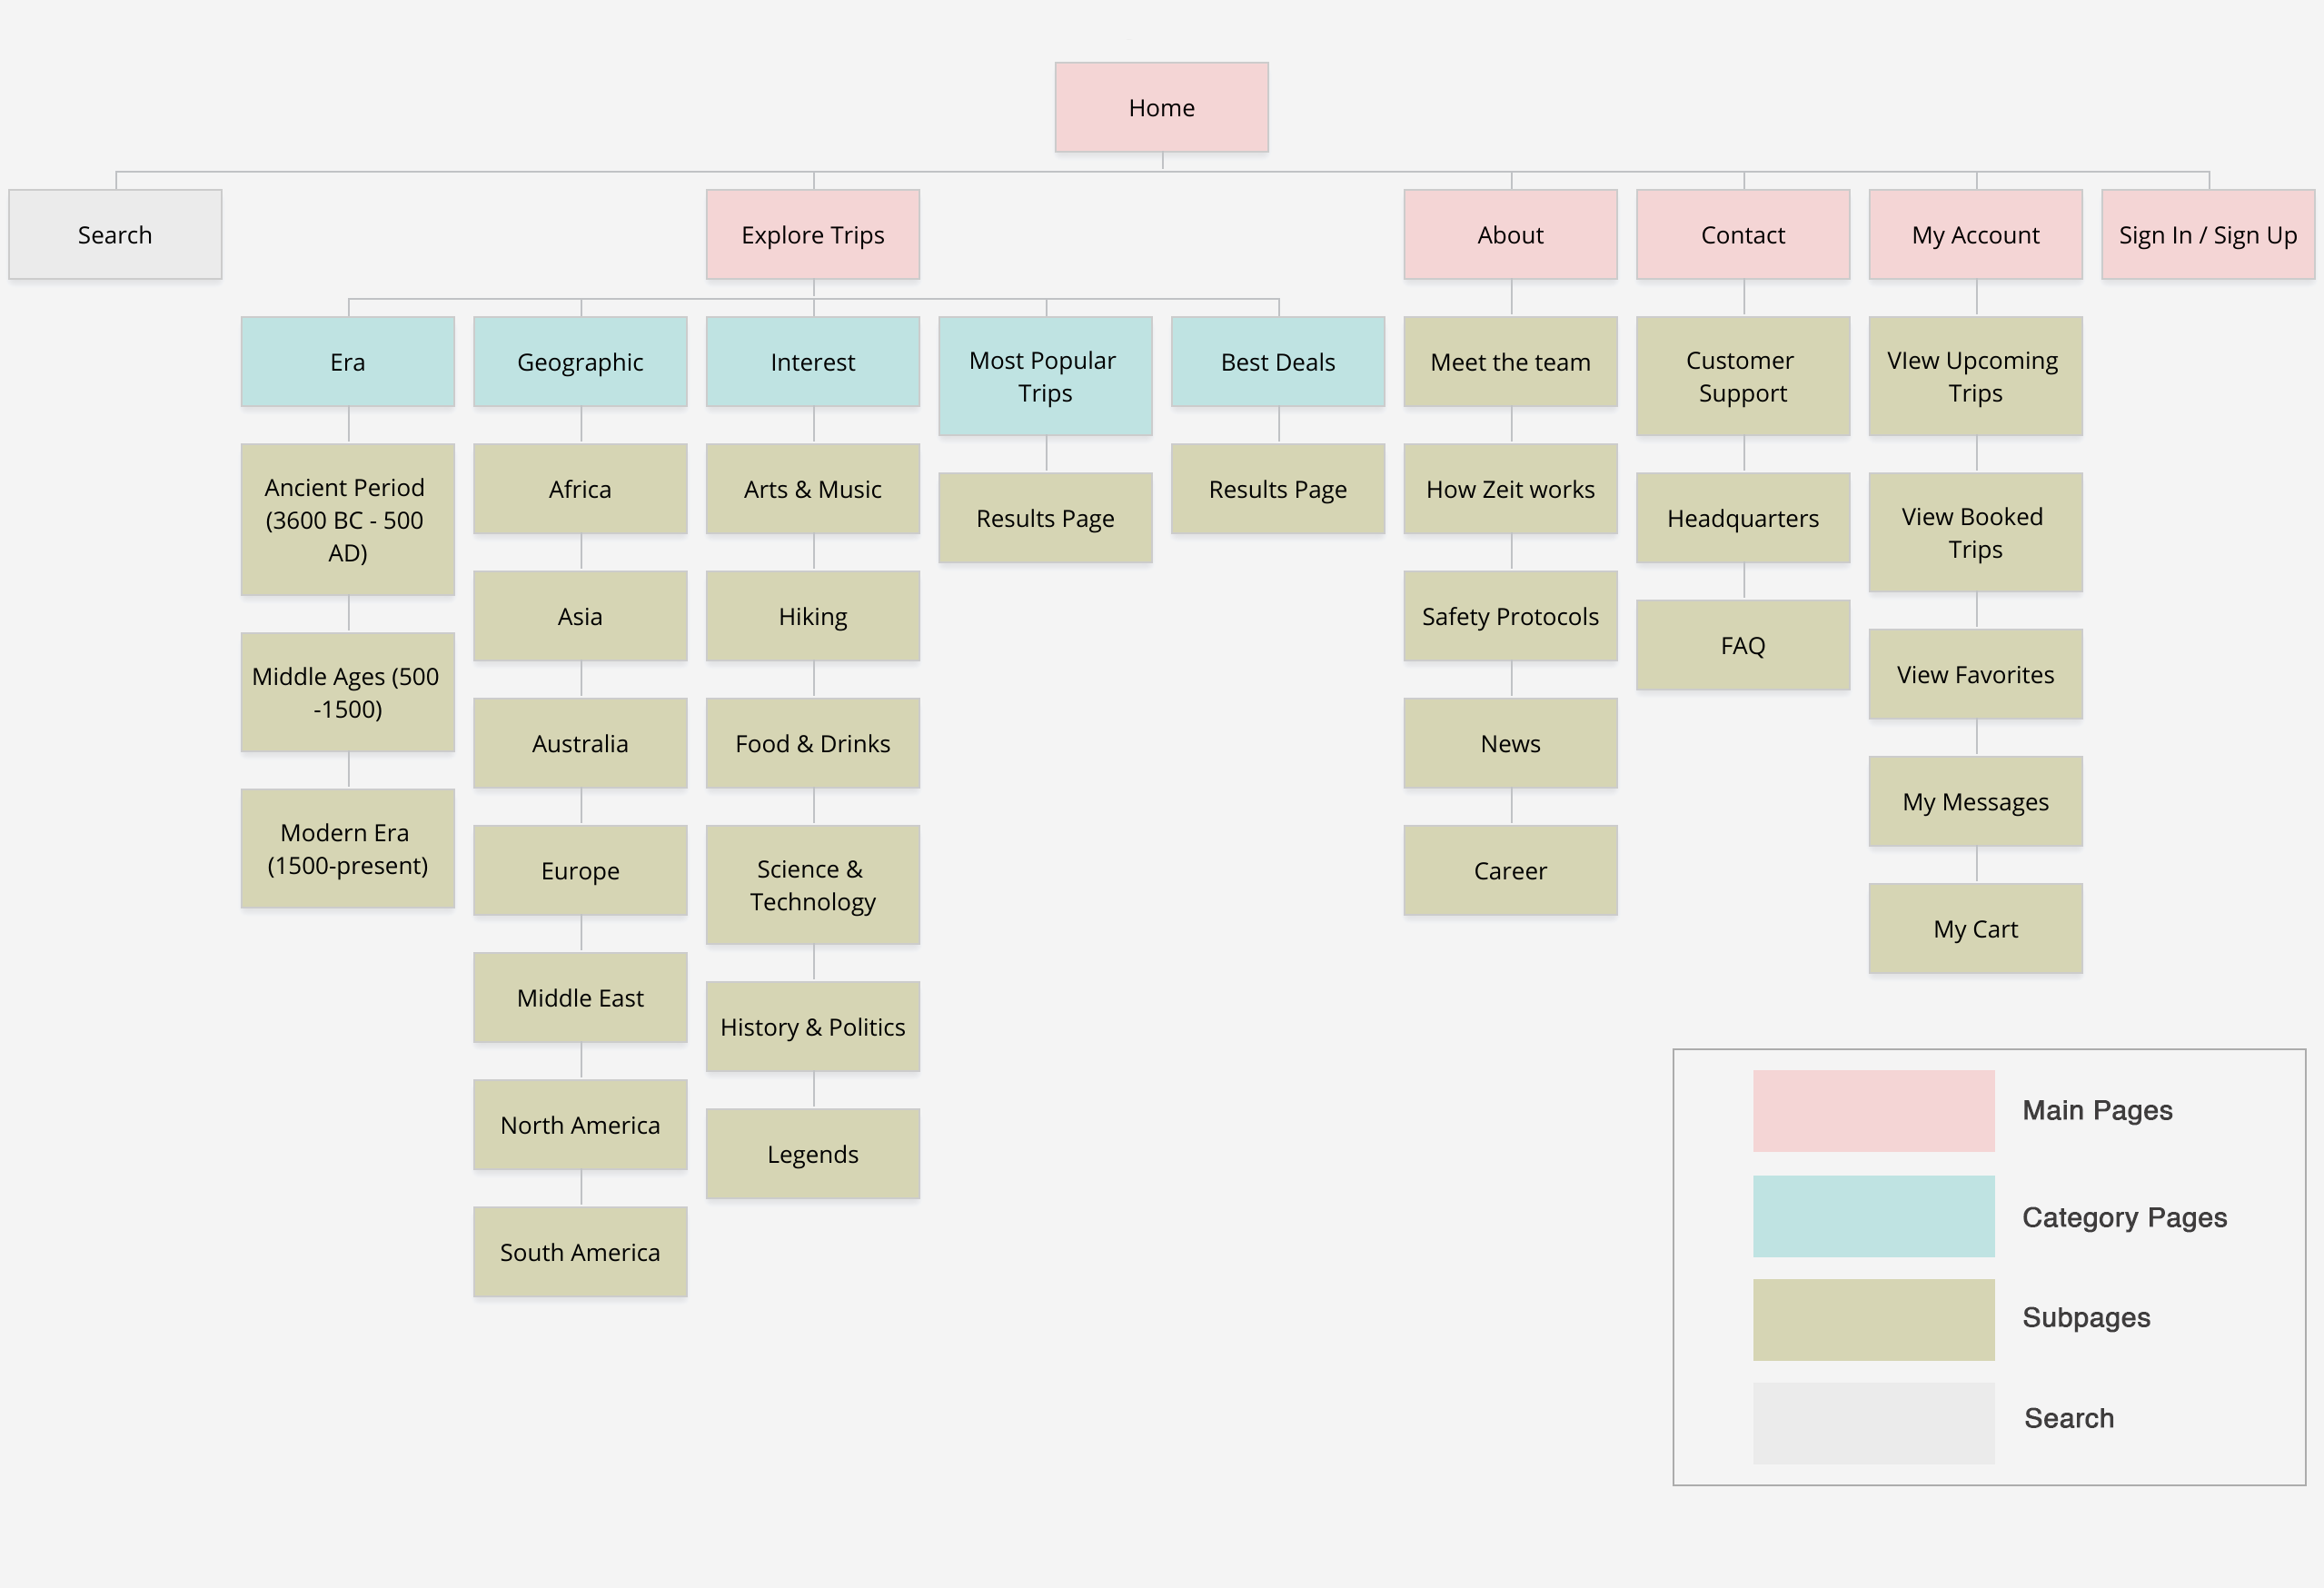 Home
Search
Explore Trips
About
Contact
My Account
Sign In / Sign Up
Era
Geographic
Interest
Most Popular
Trips
Best Deals
Meet the team
Customer
Support
VIew Upcoming
Trips
Ancient Period
(3600 BC - 500
AD)
Middle Ages (500
-1500)
Modern Era
(1500-present)
Africa
Asia
Australia
Europe
Middle East
North America
South America
Arts & Music
Hiking
Food & Drinks
Science &
Technology
History & Politics
Legends
Results Page
Results Page
How Zeit works
Safety Protocols
News
Career
Headquarters
FAQ
View Booked
Trips
View Favorites
My Messages
My Cart
Main Pages
Category Pages
Subpages
Search